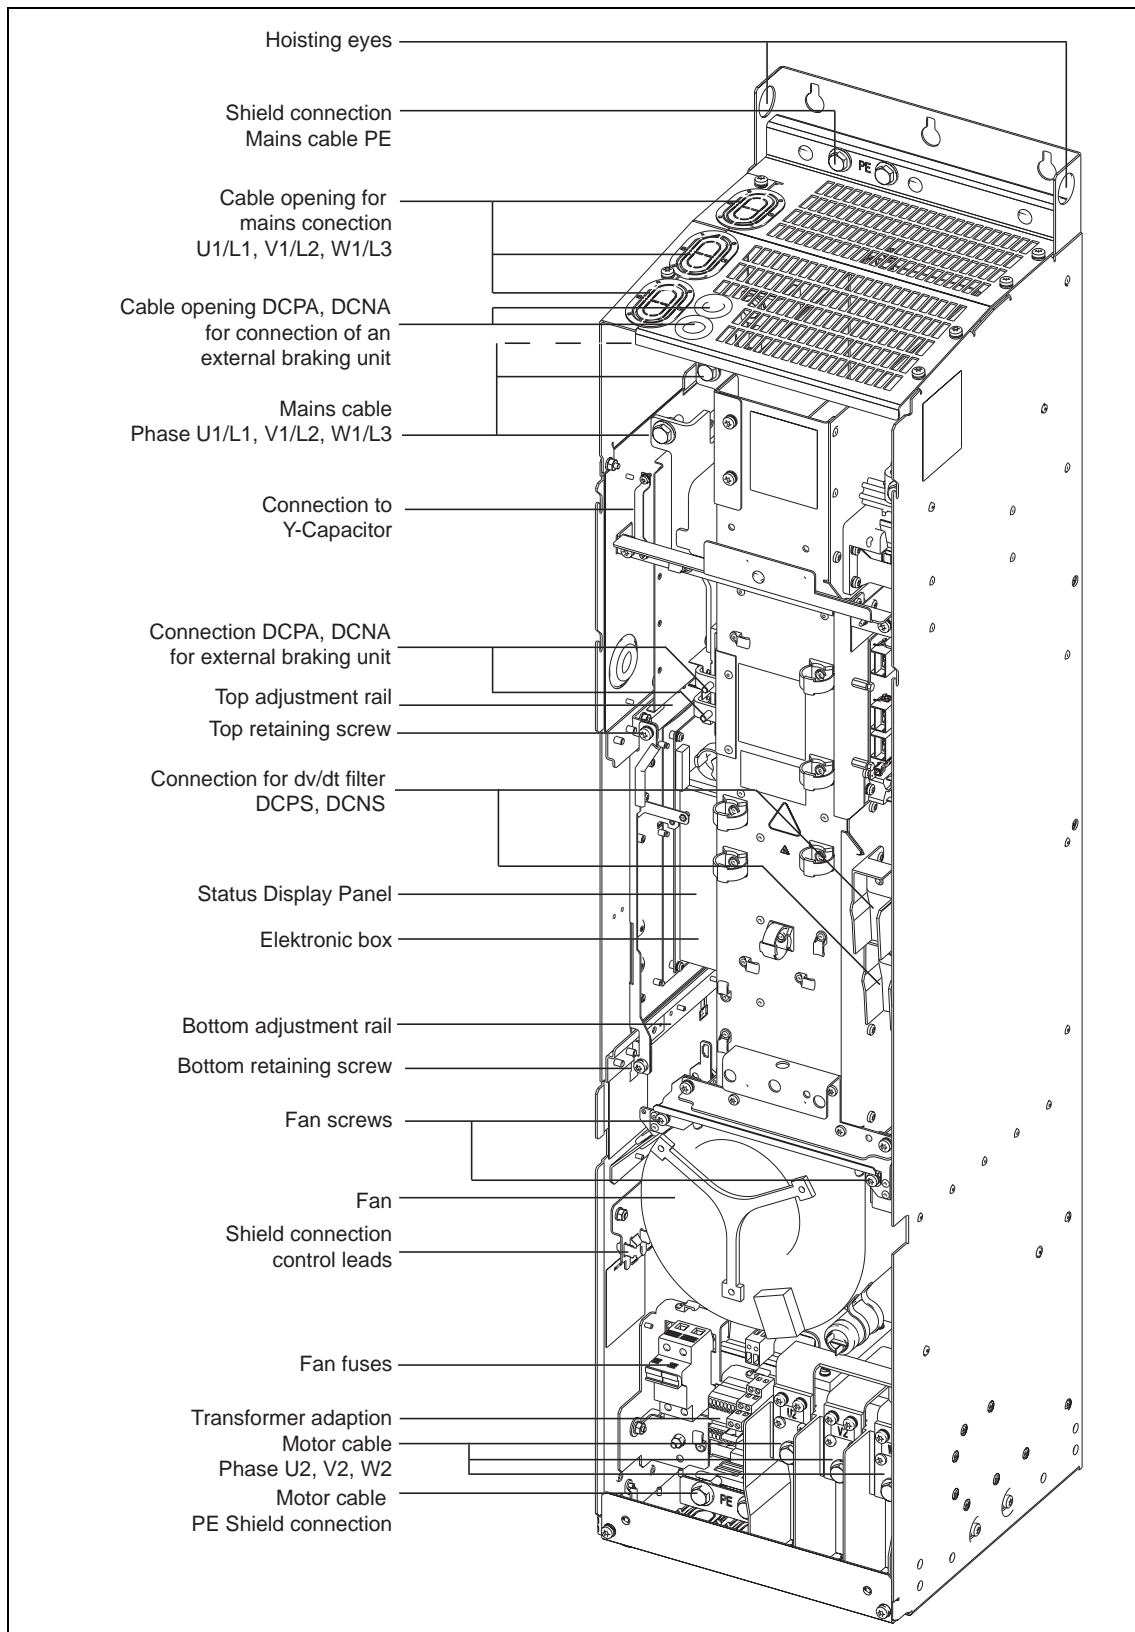 Hoisting eyes
Shield connection
Mains cable PE
PE
Cable opening for
mains conection
U1/L1, V1/L2, W1/L3
Cable opening DCPA, DCNA
for connection of an
external braking unit
Mains cable
Phase U1/L1, V1/L2, W1/L3
Connection to
Y-Capacitor
Connection DCPA, DCNA
for external braking unit
Top adjustment rail
Top retaining screw
Connection for dv/dt filter
DCPS, DCNS
Status Display Panel
Elektronic box
Bottom adjustment rail
Bottom retaining screw
Fan screws
Fan
Shield connection
control leads
Fan fuses
Transformer adaption
Motor cable
Phase U2, V2, W2
U2
V2
Motor cable
PE Shield connection
PE